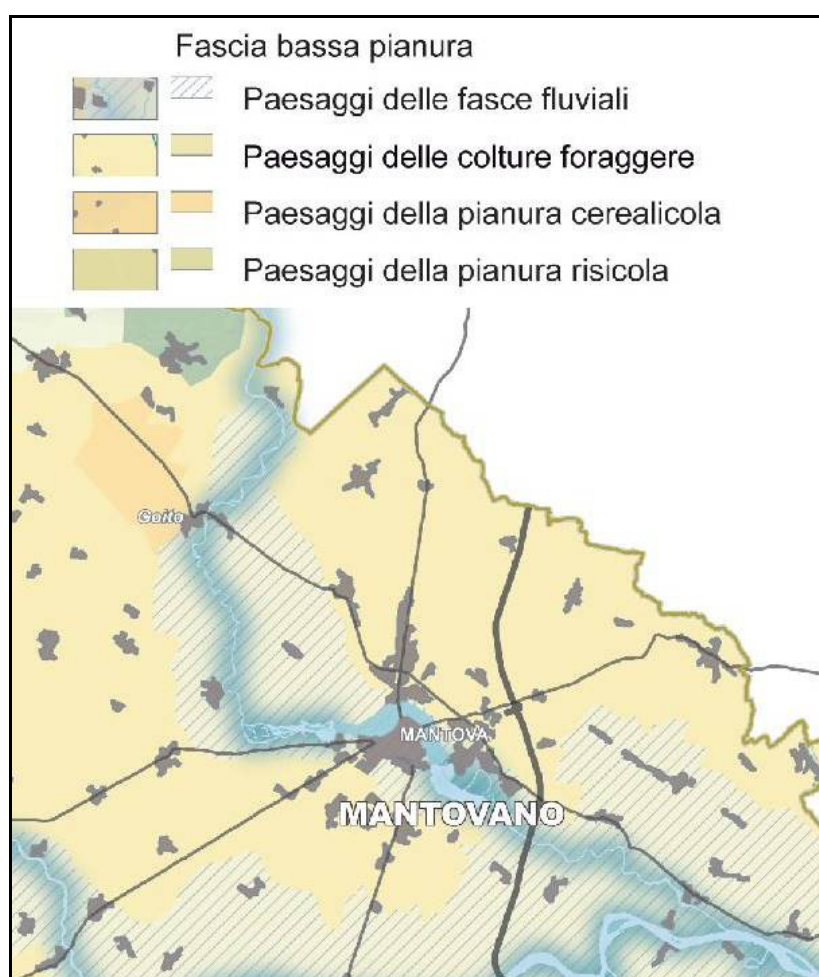 Fascia bassa pianura
Paesaggi delle fasce fluviali
Paesaggi delle colture foraggere
Paesaggi della pianura cerealicola
Paesaggi della pianura risicola
Goito
MANTOVA
MANTOVANO